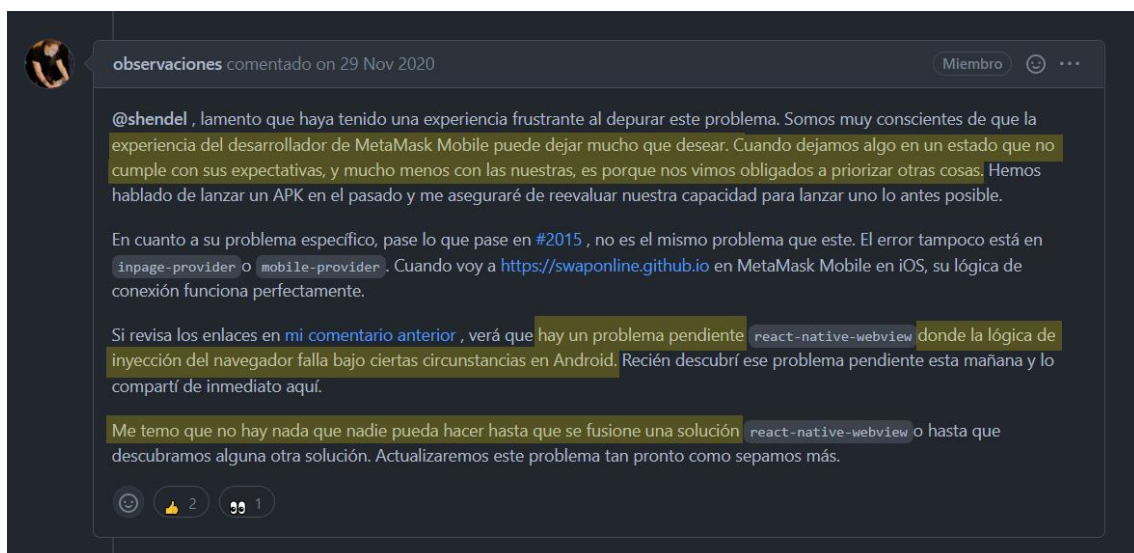 observaciones comentado on 29 Nov 2020 Miembro
@shendel , lamento que haya tenido una experiencia frustrante al depurar este problema. Somos muy conscientes de que la
experiencia del desarrollador de MetaMask Mobile puede dejar mucho que desear. Cuando dejamos algo en un estado que no
cumple con sus expectativas, y mucho menos con las nuestras, es porque nos vimos obligados a priorizar otras cosas. Hemos
hablado de lanzar un APK en el pasado y me aseguraré de reevaluar nuestra capacidad para lanzar uno lo antes posible.
En cuanto a su problema específico, pase lo que pase en #2015 , no es el mismo problema que este. El error tampoco está en
inpage-provider o mobile-provider . Cuando voy a https://swaponline.github.io en MetaMask Mobile en iOS, su lógica de
conexión funciona perfectamente.
Si revisa los enlaces en mi comentario anterior , verá que hay un problema pendiente react-native-webview donde la lógica de
inyección del navegador falla bajo ciertas circunstancias en Android. Recién descubrí ese problema pendiente esta mañana y lo
compartí de inmediato aquí.
Me temo que no hay nada que nadie pueda hacer hasta que se fusione una solución react-native-webview o hasta que
descubramos alguna otra solución. Actualizaremos este problema tan pronto como sepamos más.
2 1